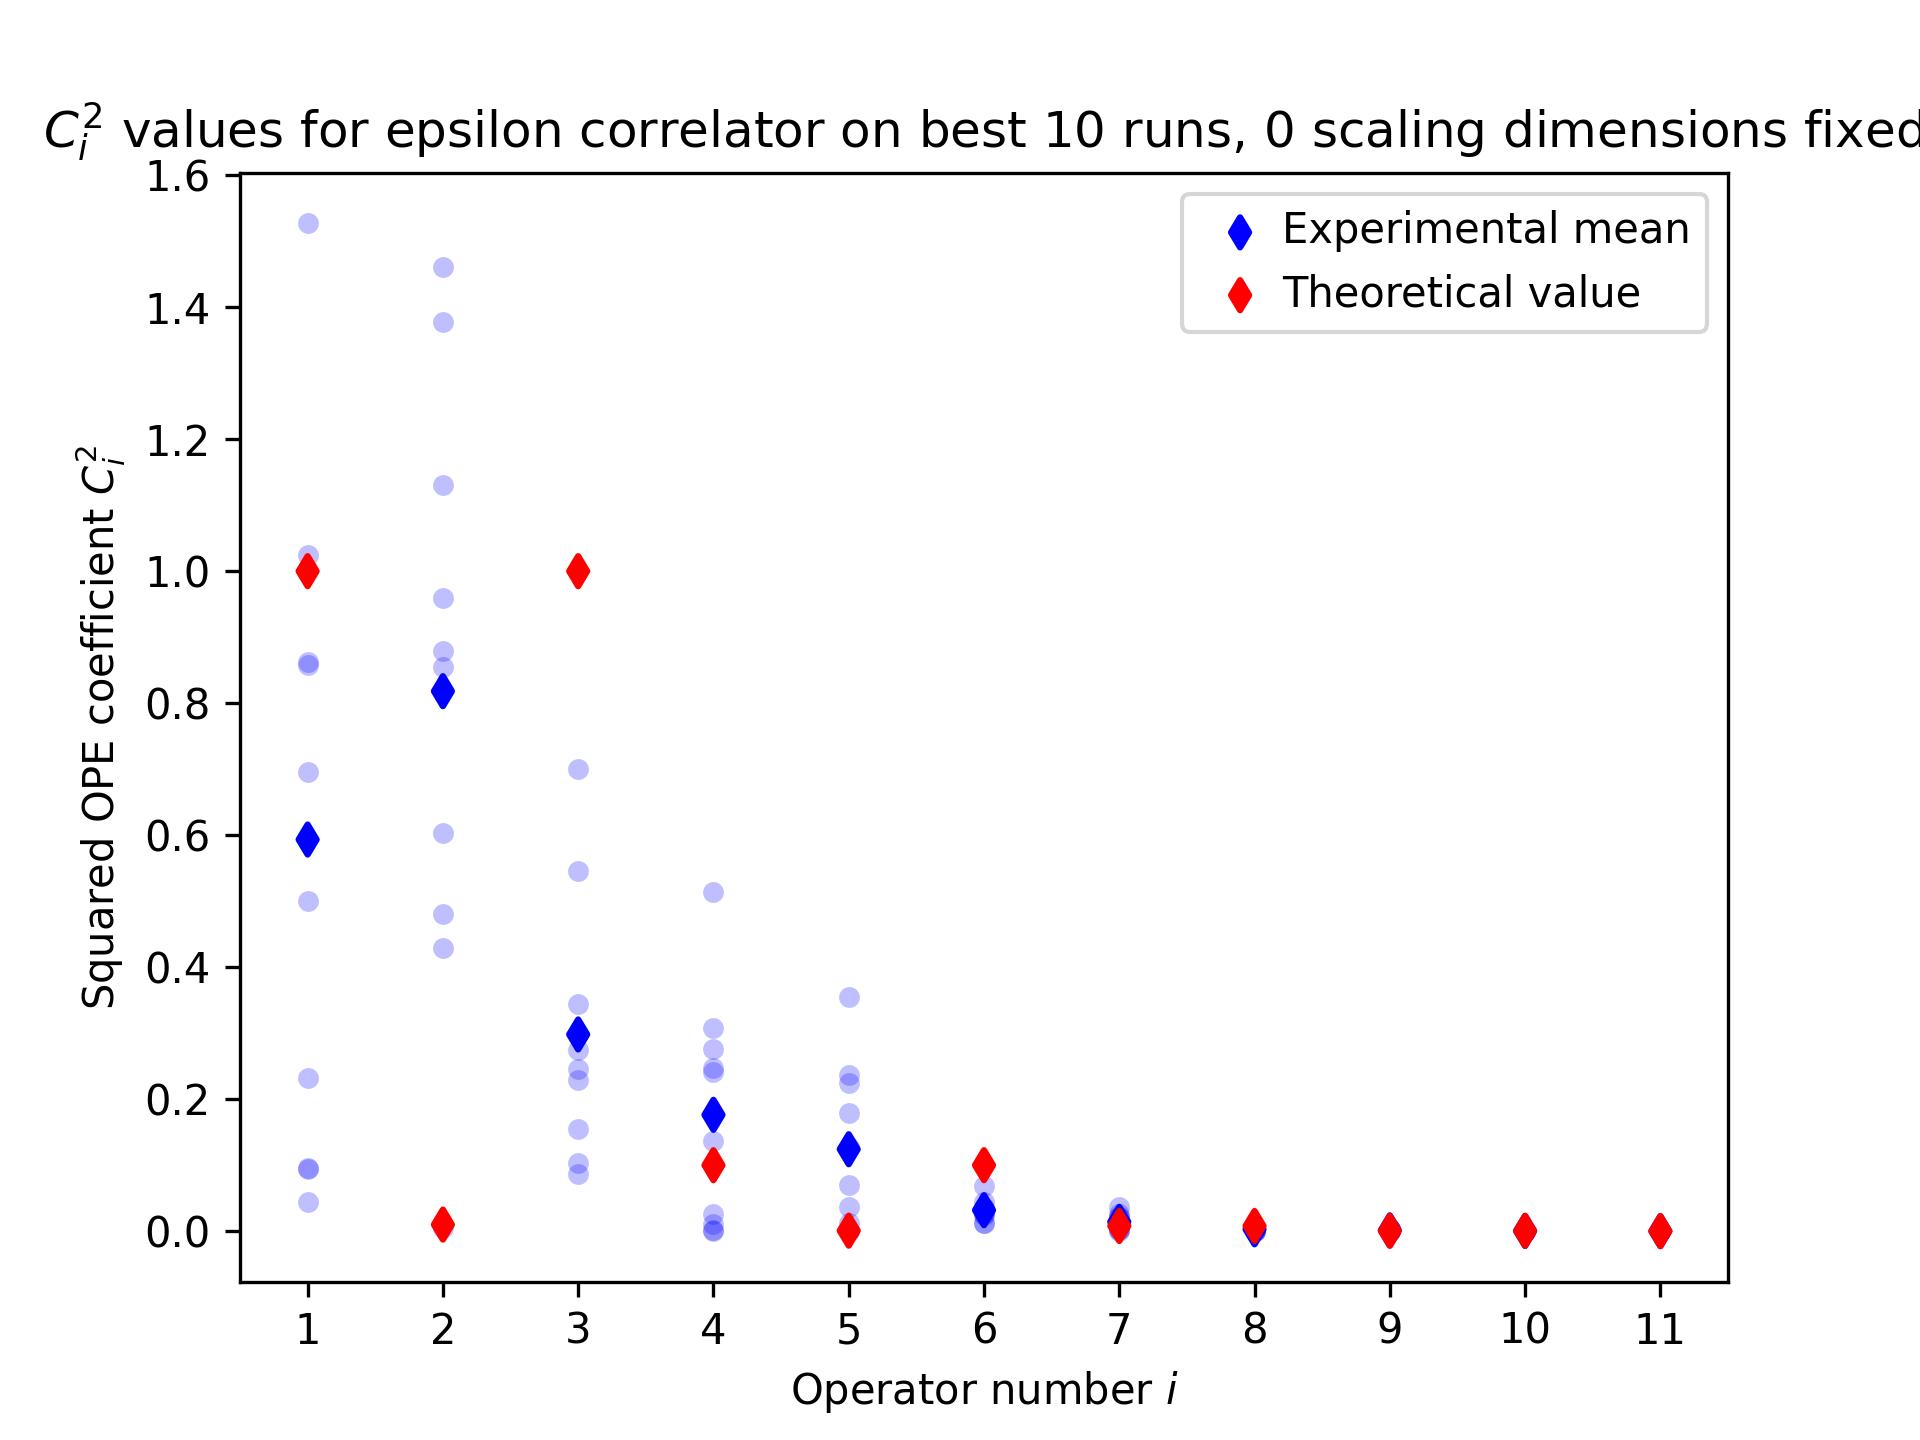 C_i^2 values for epsilon correlator on best 10 runs, 0 scaling dimensions fixed
Experimental mean
Theoretical value
Squared OPE coefficient C_i^2
1.6
1.4
1.2
1.0
0.8
0.6
0.4
0.2
0.0
1 2 3 4 5 6 7 8 9 10 11
Operator number i